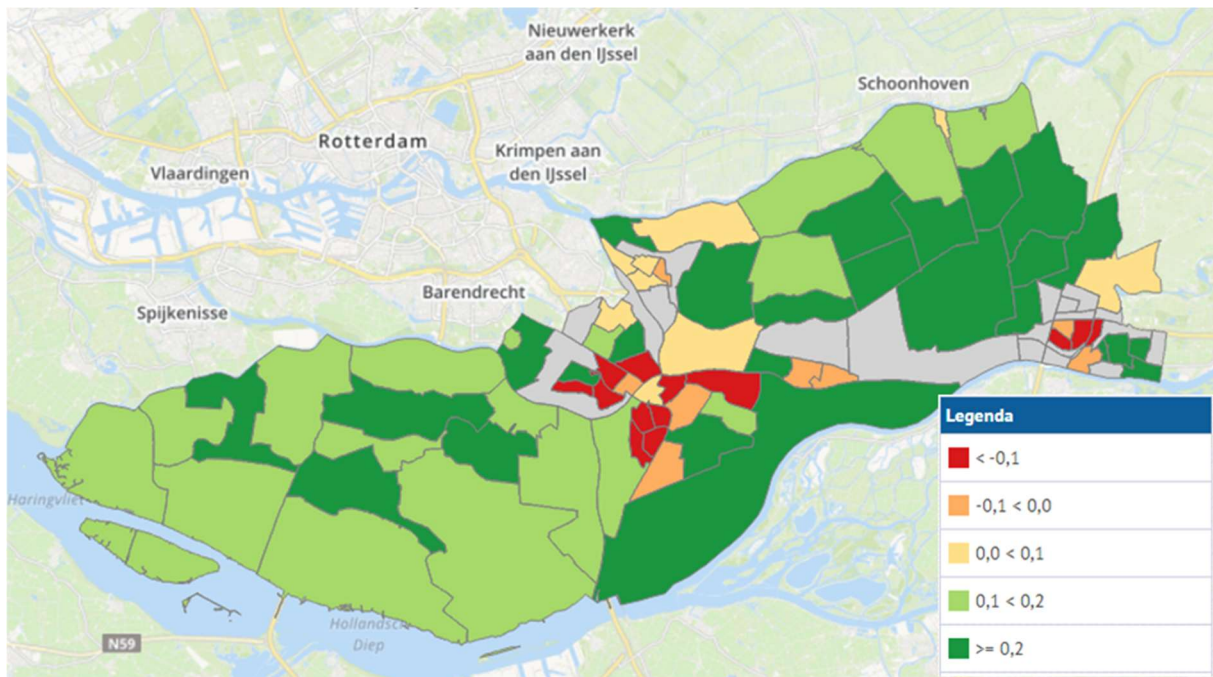 Nieuwerkerk
aan den IJssel
Schoonhoven
Rotterdam
Krimpen aan
den IJssel
Vlaardingen
Barendrecht
Spijkenisse
Haringvliet
Hollandsch
Diep
N59
Legenda
< -0,1
-0,1 < 0,0
0,0 < 0,1
0,1 < 0,2
>= 0,2